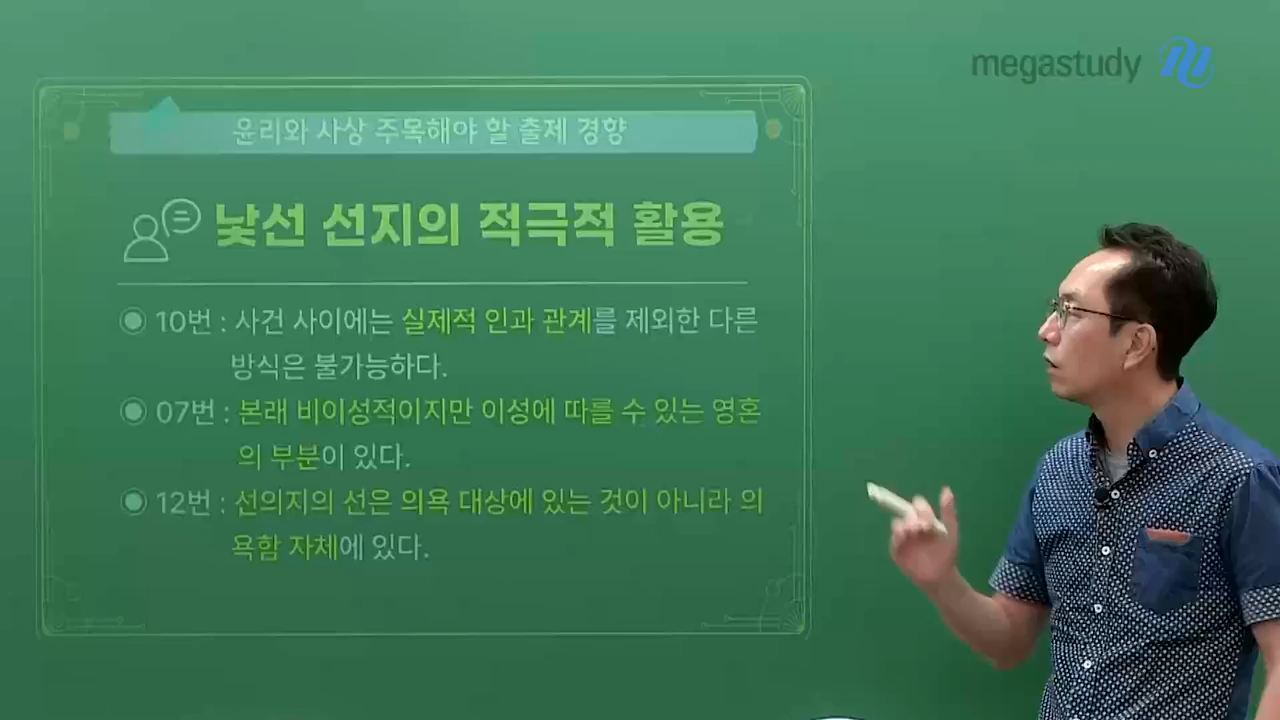 megastudy
윤리와 사상 주목해야 할 출제 경향
낯선 선지의 적극적 활용
10번 : 사건 사이에는 실제적 인과 관계를 제외한 다른
방식은 불가능하다.
07번 : 본래 비이성적이지만 이성에 따를 수 있는 영혼
의 부분이 있다.
12번 : 선의지의 선은 의욕 대상에 있는 것이 아니라 의
욕함 자체에 있다.